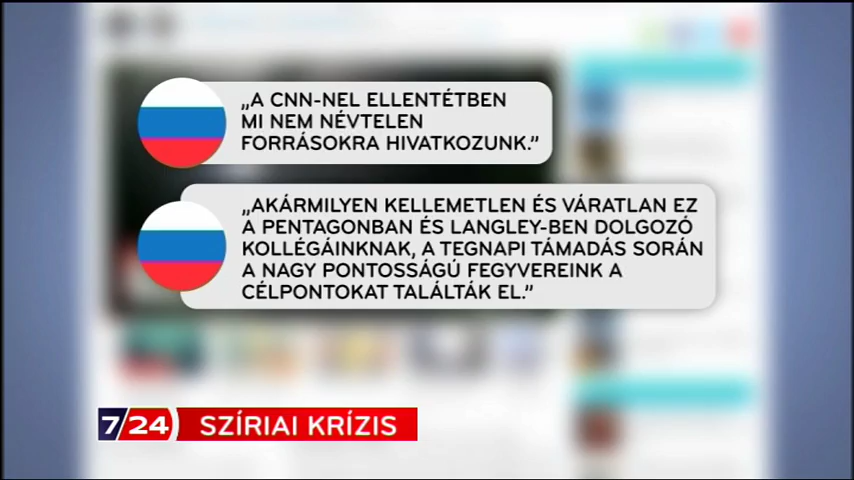 „A CNN-NEL ELLENTÉTBEN
MI NEM NÉVTELEN
FORRÁSOKRA HIVATKOZUNK.”
„AKÁRMILYEN KELLEMETLEN ÉS VÁRATLAN EZ
A PENTAGONBAN ÉS LANGLEY-BEN DOLGOZÓ
KOLLÉGÁINKNAK, A TEGNAPI TÁMADÁS SORÁN
A NAGY PONTOSSÁGÚ FEGYVEREINK A
CÉLPONTOKAT TALÁLTÁK EL.”
7/24 SZÍRIAI KRÍZIS